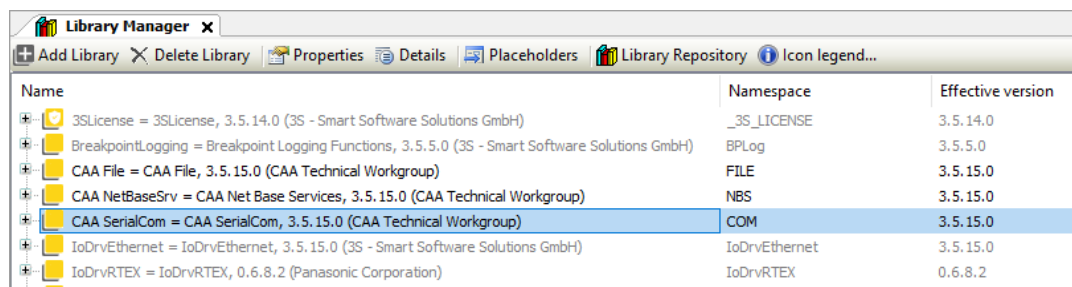 Library Manager x
Add Library Delete Library Properties Details Placeholders Library Repository Icon legend...
Name Namespace Effective version
3SLicense = 3SLicense, 3.5.14.0 (3S - Smart Software Solutions GmbH) _3S_LICENSE 3.5.14.0
BreakpointLogging = Breakpoint Logging Functions, 3.5.5.0 (3S - Smart Software Solutions GmbH) BPLog 3.5.5.0
CAA File = CAA File, 3.5.15.0 (CAA Technical Workgroup) FILE 3.5.15.0
CAA NetBaseSrv = CAA Net Base Services, 3.5.15.0 (CAA Technical Workgroup) NBS 3.5.15.0
CAA SerialCom = CAA SerialCom, 3.5.15.0 (CAA Technical Workgroup) COM 3.5.15.0
IoDrvEthernet = IoDrvEthernet, 3.5.15.0 (3S - Smart Software Solutions GmbH) IoDrvEthernet 3.5.15.0
IoDrvRTEX = IoDrvRTEX, 0.6.8.2 (Panasonic Corporation) IoDrvRTEX 0.6.8.2